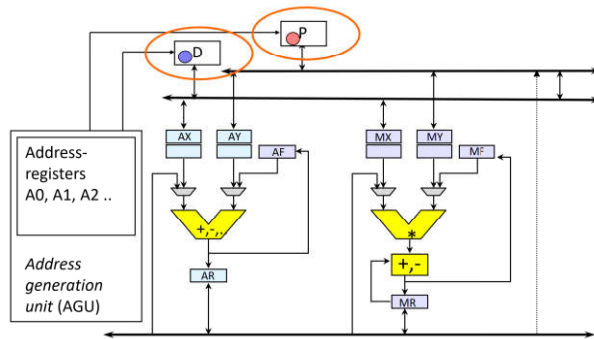 P
D
AX
AY
AF
MX
MY
MF
Address-
registers
A0, A1, A2 ..
+,-,..
*
Address
generation
unit (AGU)
+,-
AR
MR